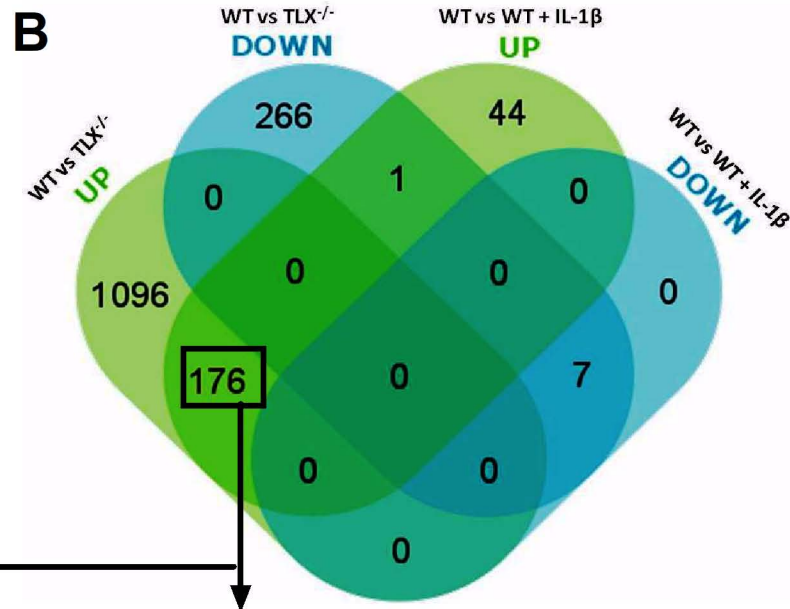 B
WT vs TLX⁻/⁻
DOWN
WT vs WT + IL-1β
UP
WT vs TLX⁻/⁻
UP
WT vs WT + IL-1β
DOWN
266
44
0
1
0
1096
0
0
0
176
0
7
0
0
0